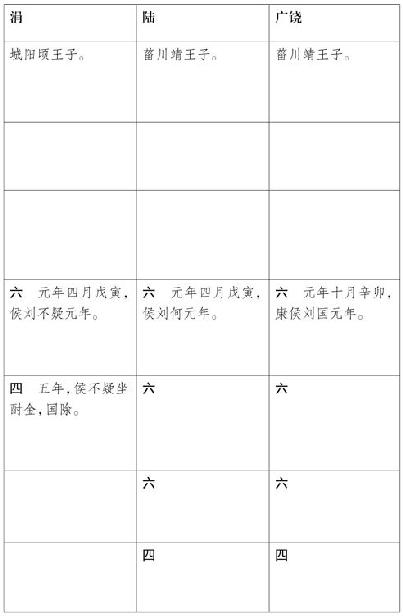 涓 陆 广饶
城阳顷王子。 菑川靖王子。 菑川靖王子。
六　元年四月戊寅， 六　元年四月戊寅， 六　元年十月辛卯，
侯刘不疑元年。 侯刘何元年。 康侯刘国元年。
四　五年，侯不疑坐 六 六
酎金，国除。
六 六
四 四